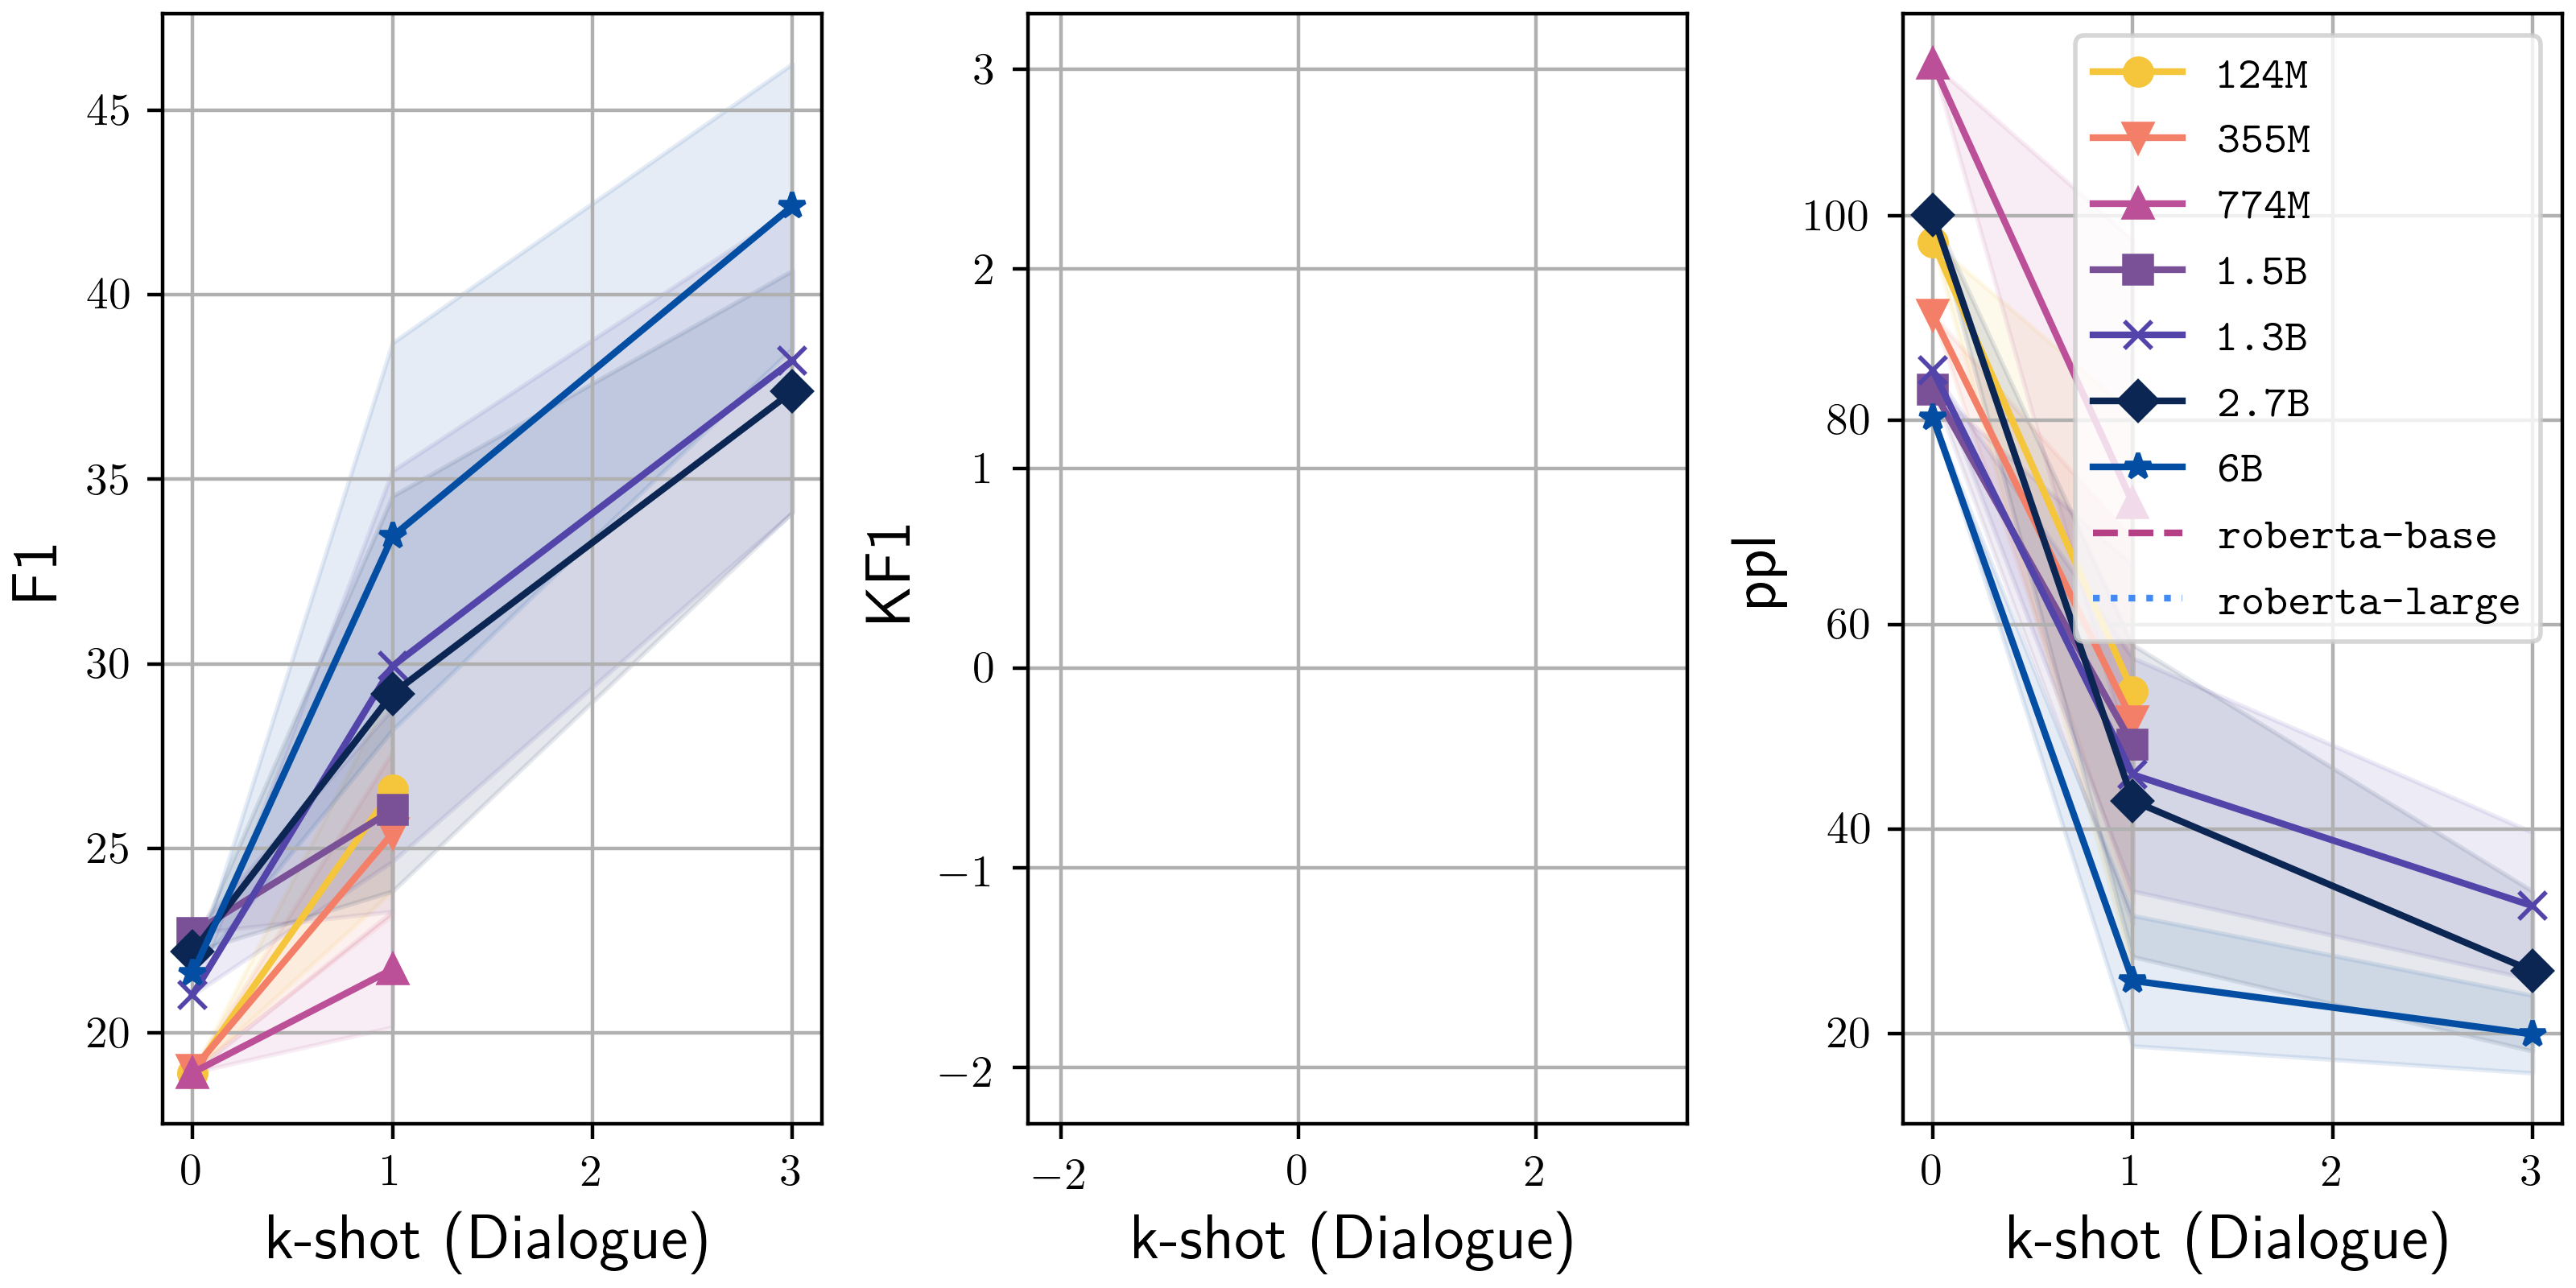 F1
45
40
35
30
25
20
0 1 2 3
k-shot (Dialogue)
KF1
3
2
1
0
−1
−2
−2 0 2
k-shot (Dialogue)
ppl
100
80
60
40
20
0 1 2 3
k-shot (Dialogue)
124M
355M
774M
1.5B
1.3B
2.7B
6B
roberta-base
roberta-large